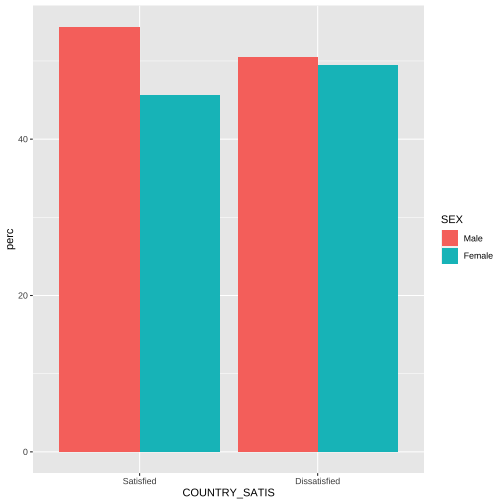 perc
40
20
0
Satisfied
Dissatisfied
COUNTRY_SATIS
SEX
Male
Female